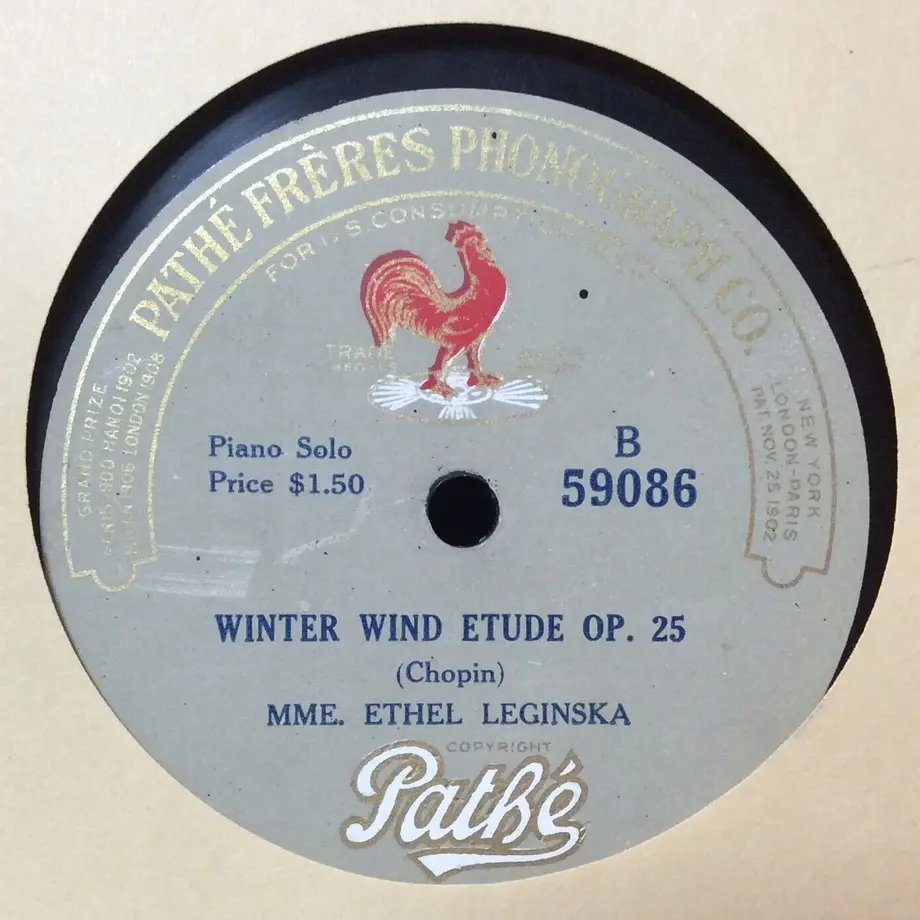 PATHÉ FRÈRES PHONOGRAPH CO.
FOR U.S. CONSUMPTION
GRAND PRIZE
PARIS 1900 HANOI 1902
MILAN 1906 LONDON 1908
NEW YORK
LONDON-PARIS
PAT. NOV. 25 1902
TRADE
Piano Solo
Price $1.50
B
59086
WINTER WIND ETUDE OP. 25
(Chopin)
MME. ETHEL LEGINSKA
COPYRIGHT
Pathé